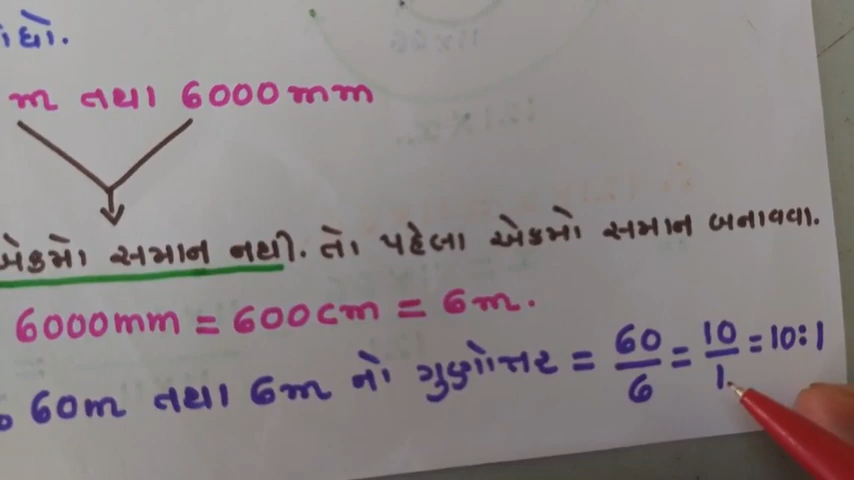 m તથા 6000mm
એકમો સમાન નથી. તો પહેલા એકમો સમાન બનાવવા.
6000mm = 600cm = 6m.
60m તથા 6m નો ગુણોત્તર = 60/6 = 10/1 = 10:1